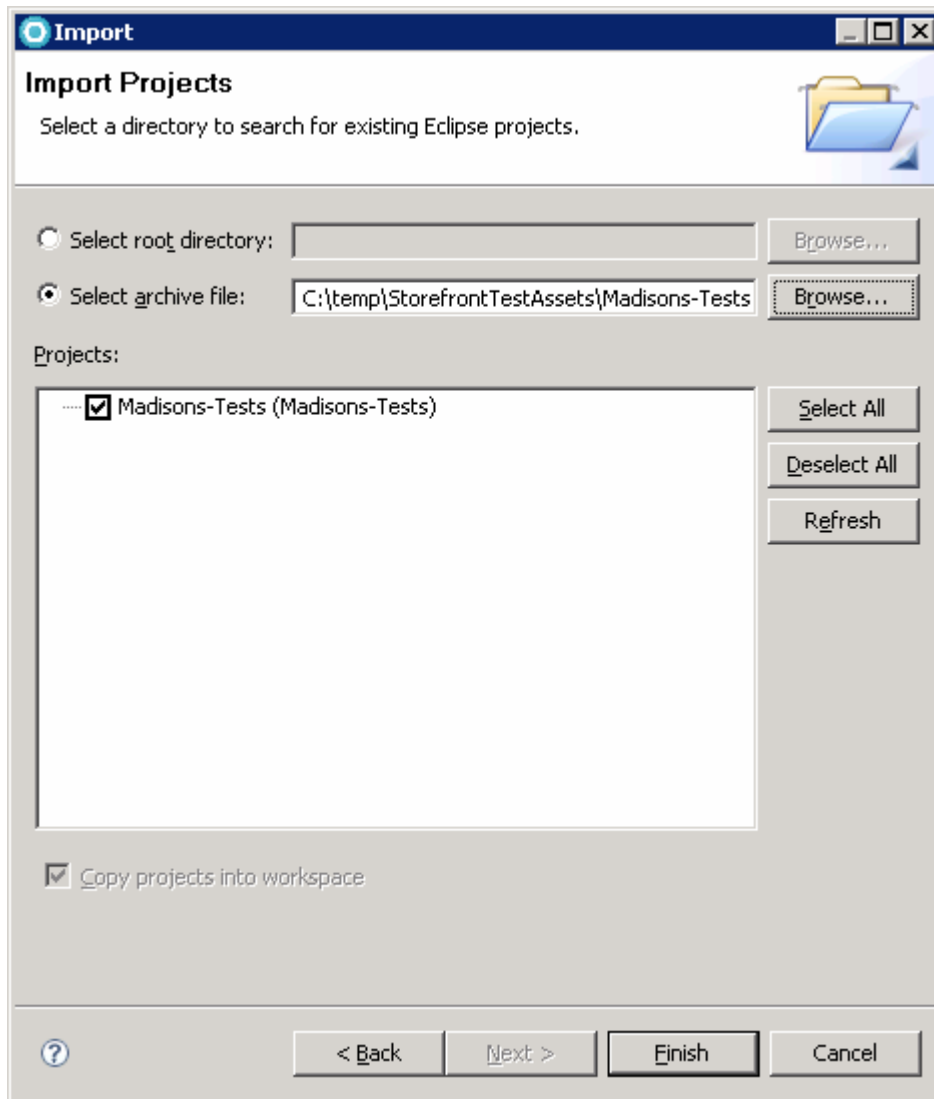 Import
Import Projects
Select a directory to search for existing Eclipse projects.
Select root directory:
Browse...
Select archive file:
C:\temp\StorefrontTestAssets\Madisons-Tests
Browse...
Projects:
Madisons-Tests (Madisons-Tests)
Select All
Deselect All
Refresh
Copy projects into workspace
?
< Back
Next >
Finish
Cancel